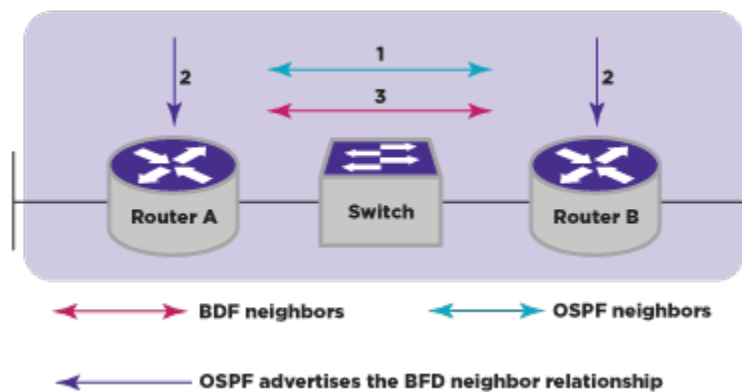 1
2
2
3
Router A
Switch
Router B
BDF neighbors
OSPF neighbors
OSPF advertises the BFD neighbor relationship